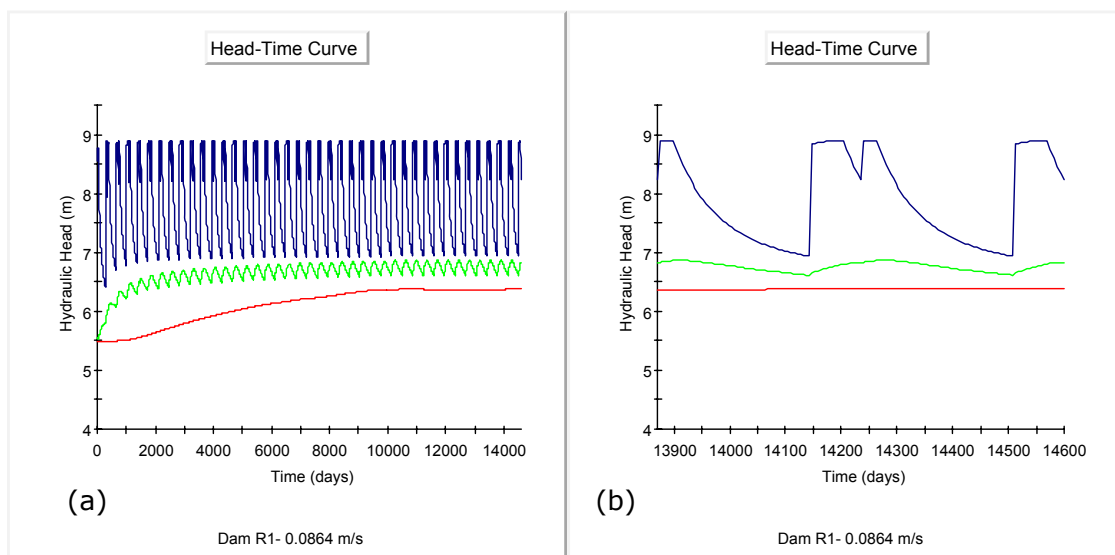 Head-Time Curve
Hydraulic Head (m)
9
8
7
6
5
4
0 2000 4000 6000 8000 10000 12000 14000
Time (days)
(a)
Dam R1- 0.0864 m/s
Head-Time Curve
Hydraulic Head (m)
9
8
7
6
5
4
13900 14000 14100 14200 14300 14400 14500 14600
Time (days)
(b)
Dam R1- 0.0864 m/s